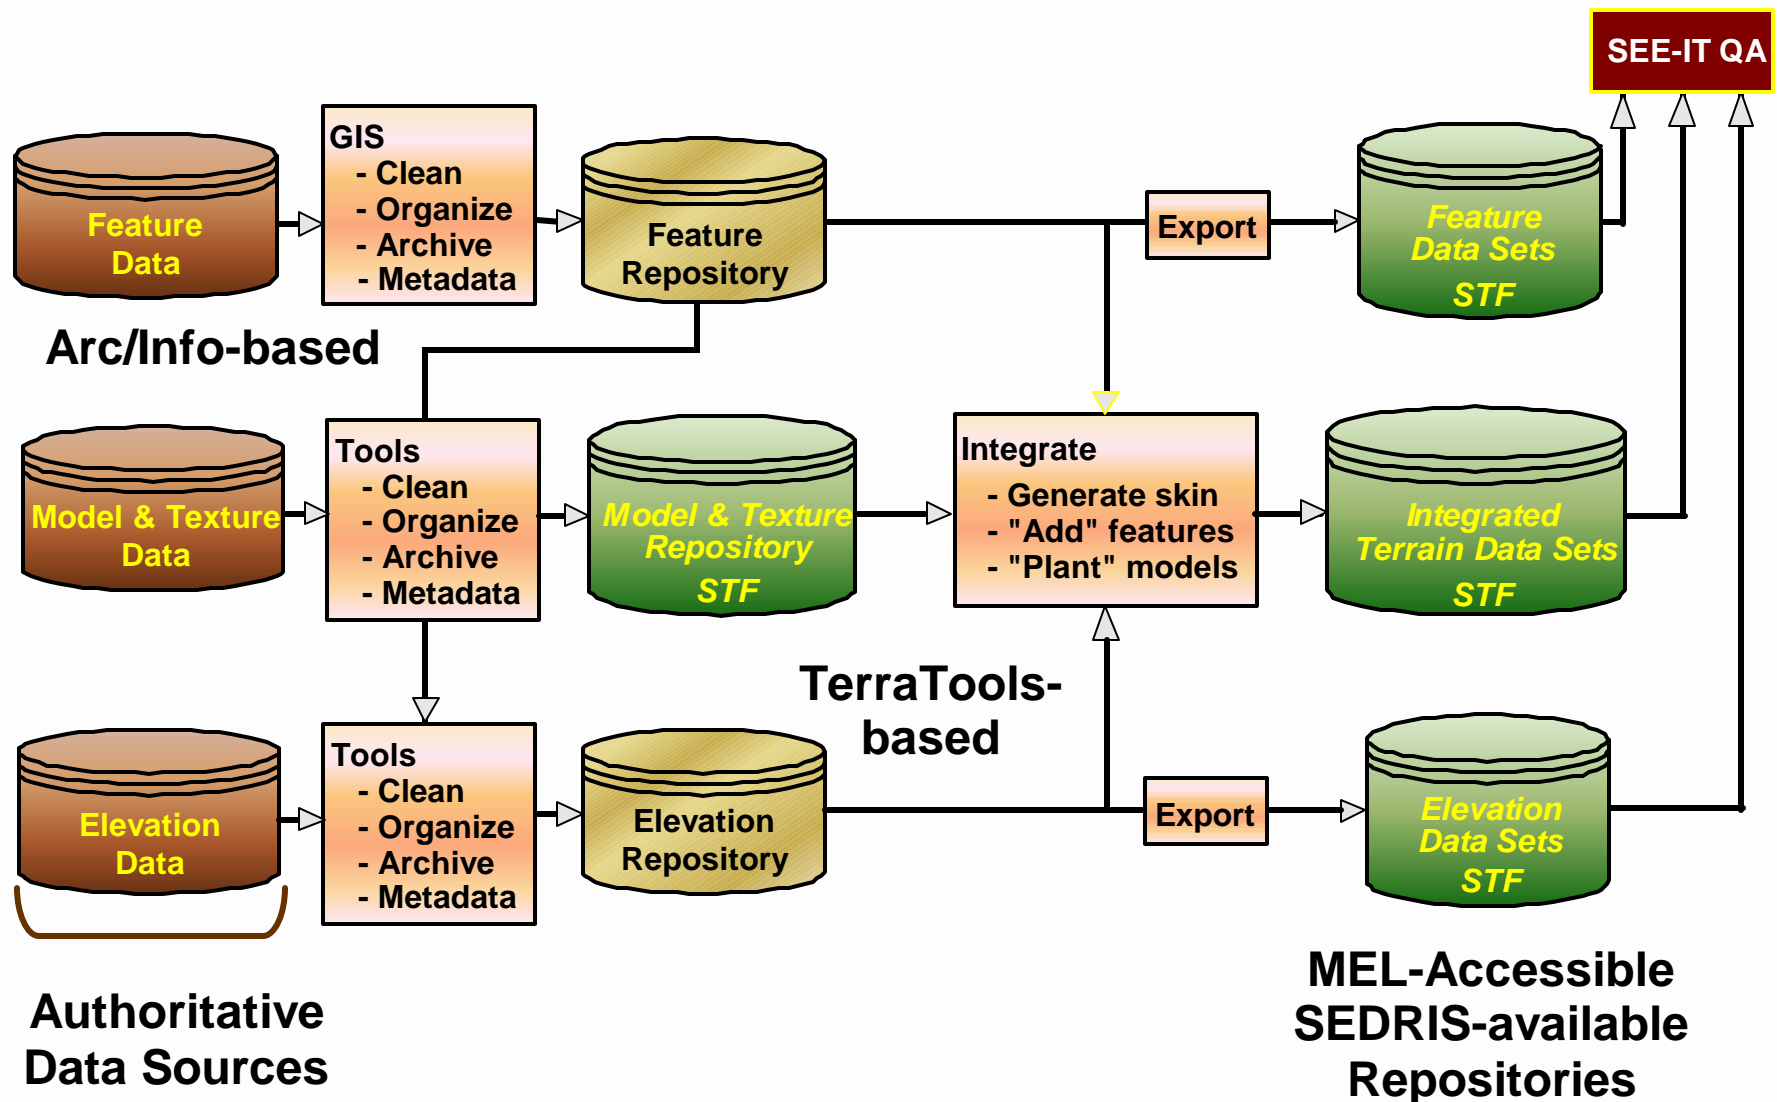 SEE-IT QA
Feature
Data
GIS
- Clean
- Organize
- Archive
- Metadata
Feature
Repository
Export
Feature
Data Sets
STF
Arc/Info-based
Model & Texture
Data
Tools
- Clean
- Organize
- Archive
- Metadata
Model & Texture
Repository
STF
Integrate
- Generate skin
- "Add" features
- "Plant" models
Integrated
Terrain Data Sets
STF
TerraTools-
based
Elevation
Data
Tools
- Clean
- Organize
- Archive
- Metadata
Elevation
Repository
Export
Elevation
Data Sets
STF
Authoritative
Data Sources
MEL-Accessible
SEDRIS-available
Repositories